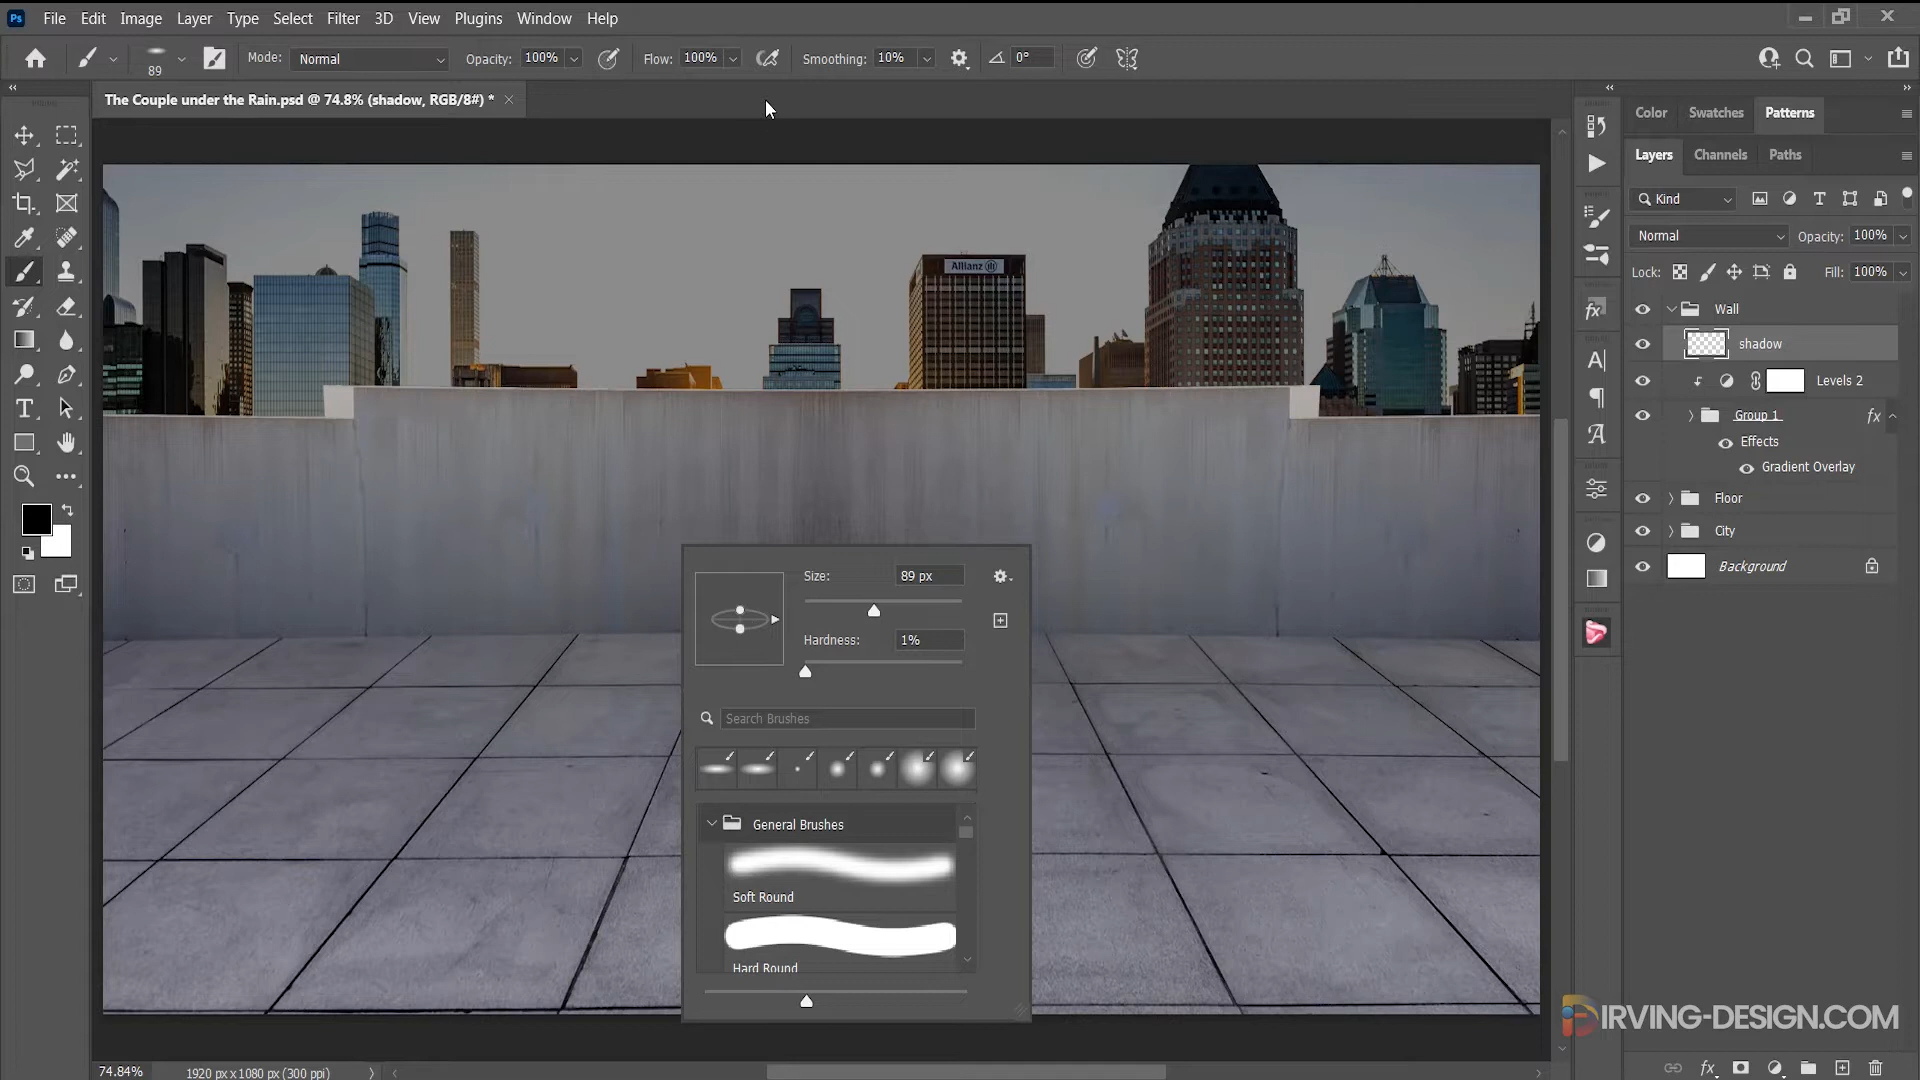 Ps File Edit Image Layer Type Select Filter 3D View Plugins Window Help
89 Mode: Normal Opacity: 100% Flow: 100% Smoothing: 10% 0°
The Couple under the Rain.psd @ 74.8% (shadow, RGB/8#) *
Color Swatches Patterns
Layers Channels Paths
Kind
Normal Opacity: 100%
Lock: Fill: 100%
Wall
shadow
Levels 2
Group 1 fx
Effects
Gradient Overlay
Floor
City
Background
Allianz
Size: 89 px
Hardness: 1%
Search Brushes
General Brushes
Soft Round
Hard Round
IRVING-DESIGN.COM
74.84% 1920 px x 1080 px (300 ppi)
fx